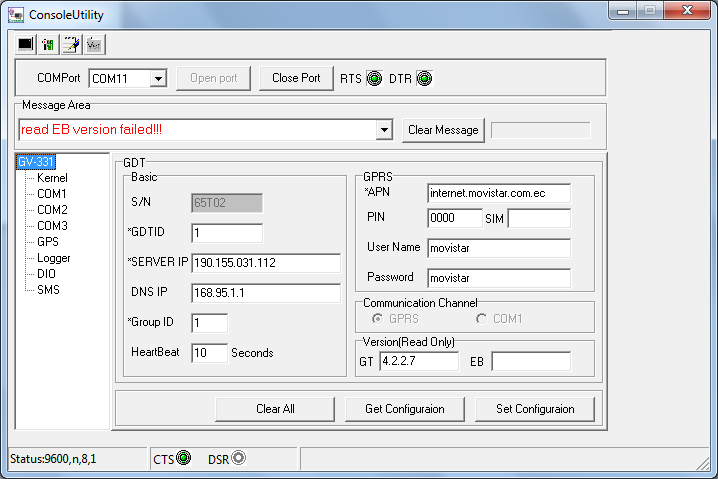 ConsoleUtility
Ver
COMPort COM11 Open port Close Port RTS DTR
Message Area
read EB version failed!!! Clear Message
GV-331
Kernel
COM1
COM2
COM3
GPS
Logger
DIO
SMS
GDT
Basic
S/N 65T02
*GDTID 1
*SERVER IP 190.155.031.112
DNS IP 168.95.1.1
*Group ID 1
HeartBeat 10 Seconds
GPRS
*APN internet.movistar.com.ec
PIN 0000 SIM
User Name movistar
Password movistar
Communication Channel
GPRS COM1
Version(Read Only)
GT 4.2.2.7 EB
Clear All Get Configuraion Set Configuraion
Status:9600,n,8,1 CTS DSR